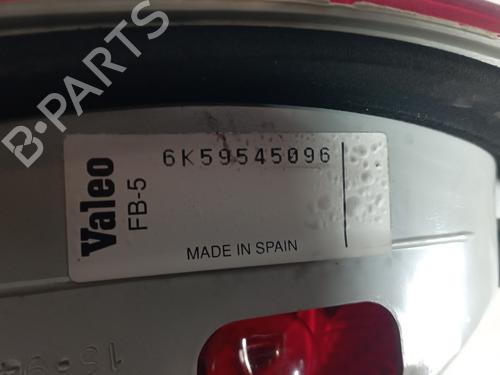 B-PARTS
6K59545096
Valeo
FB-5
MADE IN SPAIN